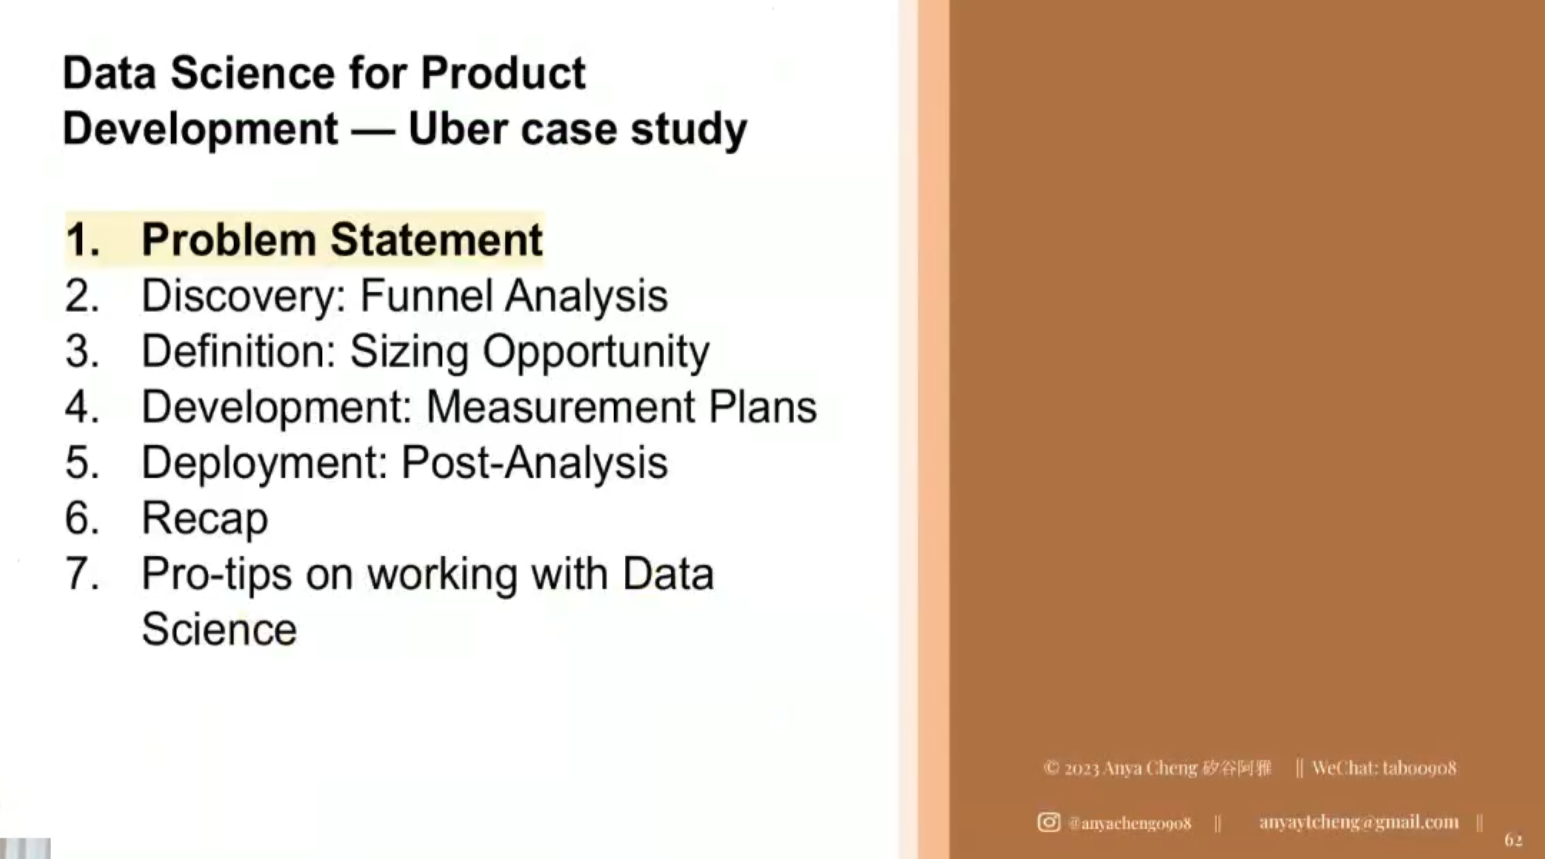 Data Science for Product
Development — Uber case study
1. Problem Statement
2. Discovery: Funnel Analysis
3. Definition: Sizing Opportunity
4. Development: Measurement Plans
5. Deployment: Post-Analysis
6. Recap
7. Pro-tips on working with Data
Science
© 2023 Anya Cheng 矽谷阿雅 || WeChat: tab00908
@anyacheng0908 || anyaytcheng@gmail.com ||
62